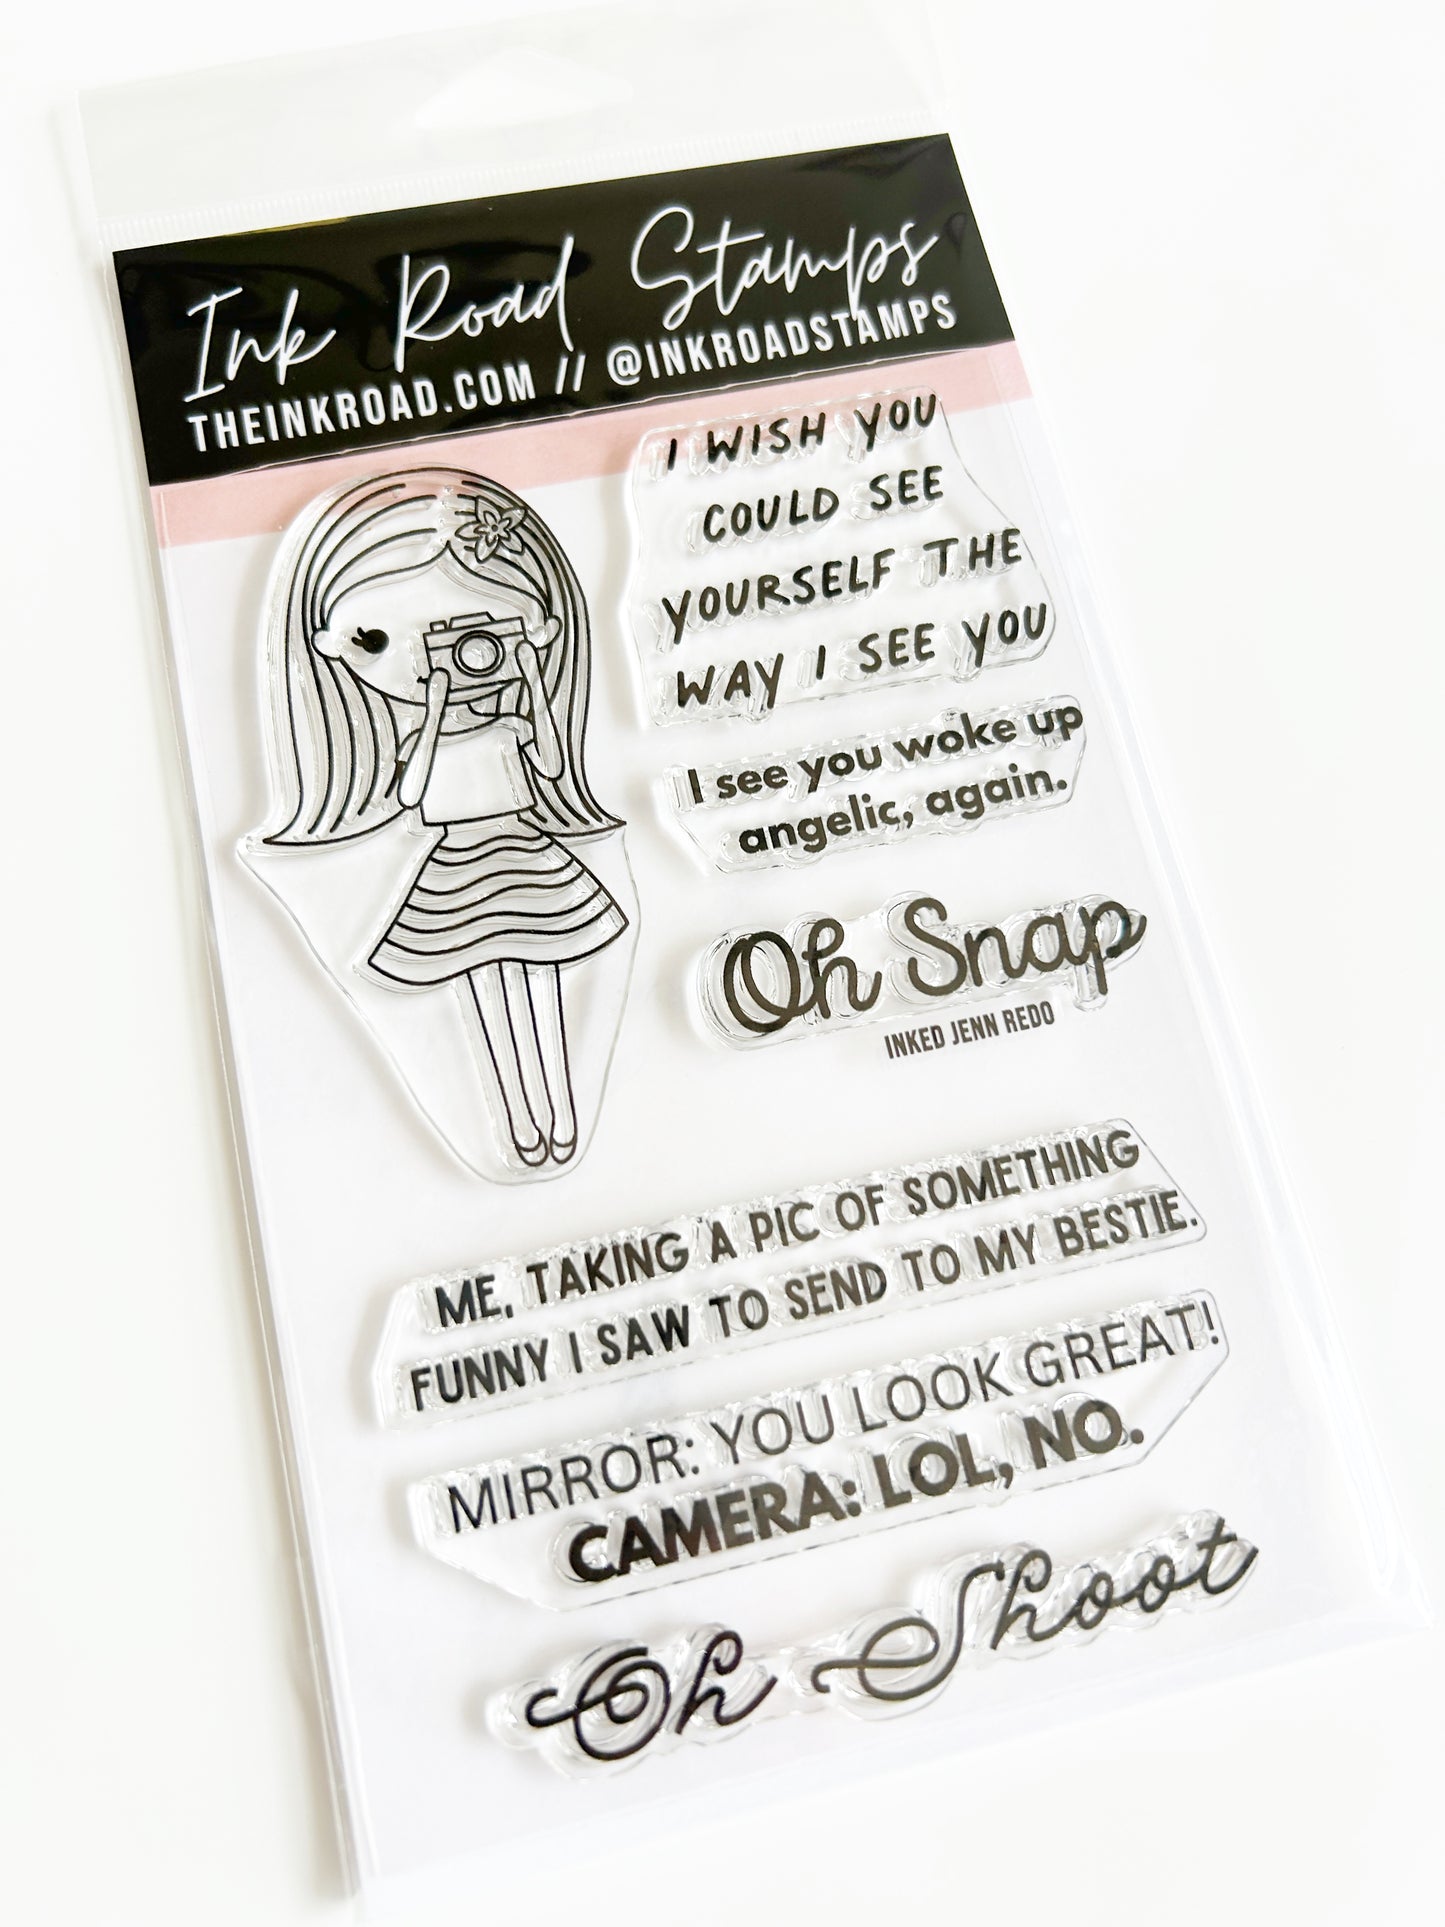 Ink Road Stamps
THEINKROAD.COM // @INKROADSTAMPS
I WISH YOU
COULD SEE
YOURSELF THE
WAY I SEE YOU
I see you woke up
angelic, again.
Oh Snap
INKED JENN REDO
ME, TAKING A PIC OF SOMETHING
FUNNY I SAW TO SEND TO MY BESTIE.
MIRROR: YOU LOOK GREAT!
CAMERA: LOL, NO.
Oh Shoot